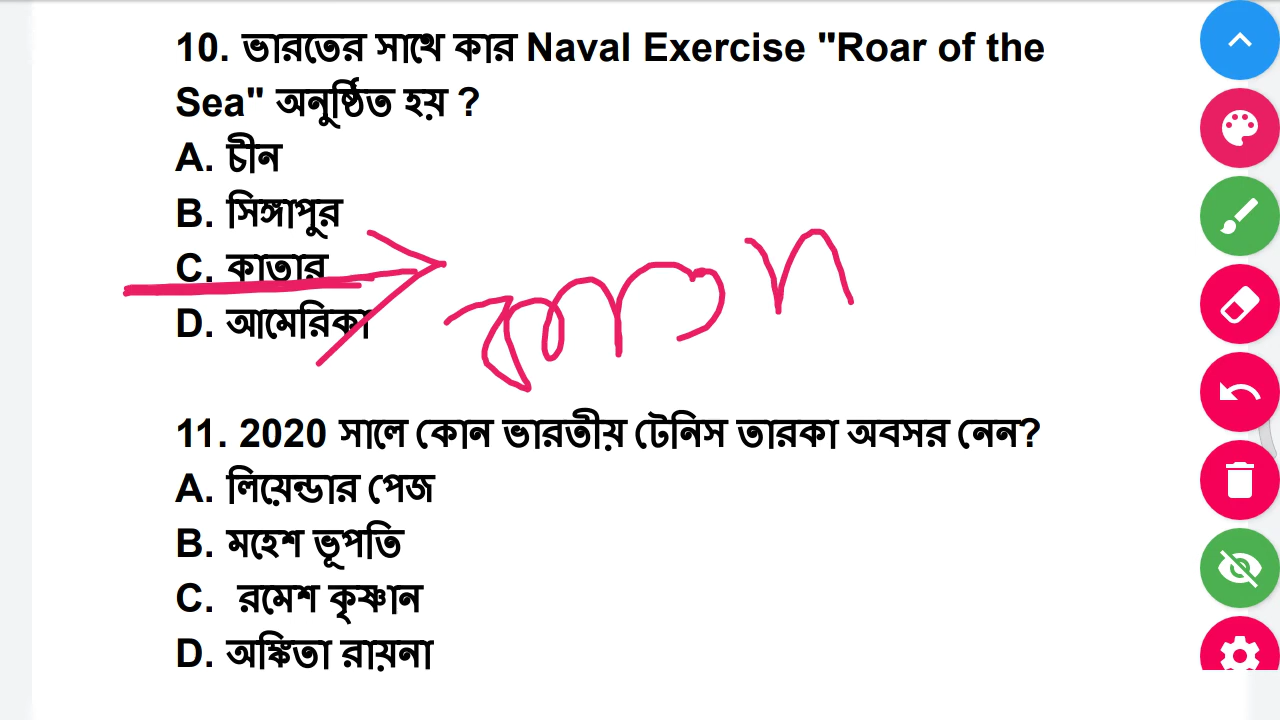 10. ভারতের সাথে কার Naval Exercise "Roar of the
Sea" অনুষ্ঠিত হয় ?
A. চীন
B. সিঙ্গাপুর
C. কাতার
D. আমেরিকা
11. 2020 সালে কোন ভারতীয় টেনিস তারকা অবসর নেন?
A. লিয়েন্ডার পেজ
B. মহেশ ভূপতি
C. রমেশ কৃষ্ণান
D. অঙ্কিতা রায়না